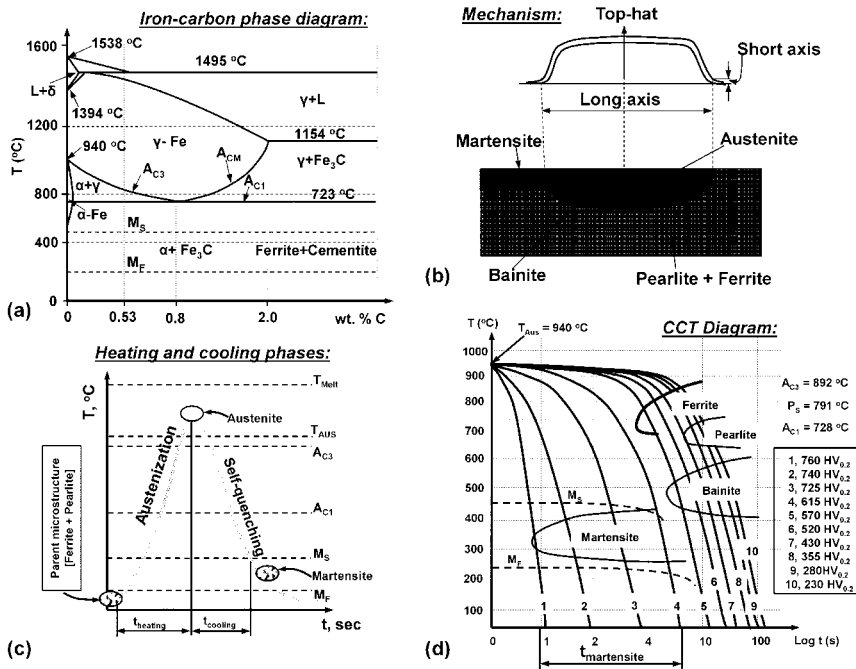 Iron-carbon phase diagram:
1600
1538 °C
1495 °C
L+δ
γ+L
1394 °C
1200
T (°C)
1154 °C
940 °C
γ- Fe
A_CM
γ+Fe₃C
A_C3
A_C1
α+γ
800
723 °C
α-Fe
M_S
400
α+ Fe₃C
Ferrite+Cementite
M_F
0
0
0.53
0.8
2.0
wt. % C
(a)
Mechanism:
Top-hat
Short axis
Long axis
Martensite
Austenite
Bainite
Pearlite + Ferrite
(b)
Heating and cooling phases:
T, °C
T_Melt
Austenite
T_AUS
A_C3
Austenization
Self-quenching
Parent microstructure
[Ferrite + Pearlite]
A_C1
M_S
Martensite
M_F
t, sec
t_heating
t_cooling
(c)
T (°C)
T_Aus = 940 °C
CCT Diagram:
1000
900
800
700
600
500
400
300
200
100
A_C3 = 892 °C
P_S = 791 °C
A_C1 = 728 °C
Ferrite
Pearlite
Bainite
M_S
Martensite
M_F
1
2
3
4
5
6
7
8
9
10
1, 760 HV0.2
2, 740 HV0.2
3, 725 HV0.2
4, 615 HV0.2
5, 570 HV0.2
6, 520 HV0.2
7, 430 HV0.2
8, 355 HV0.2
9, 280HV0.2
10, 230 HV0.2
0
1
2
4
10
100
Log t (s)
t_martensite
(d)